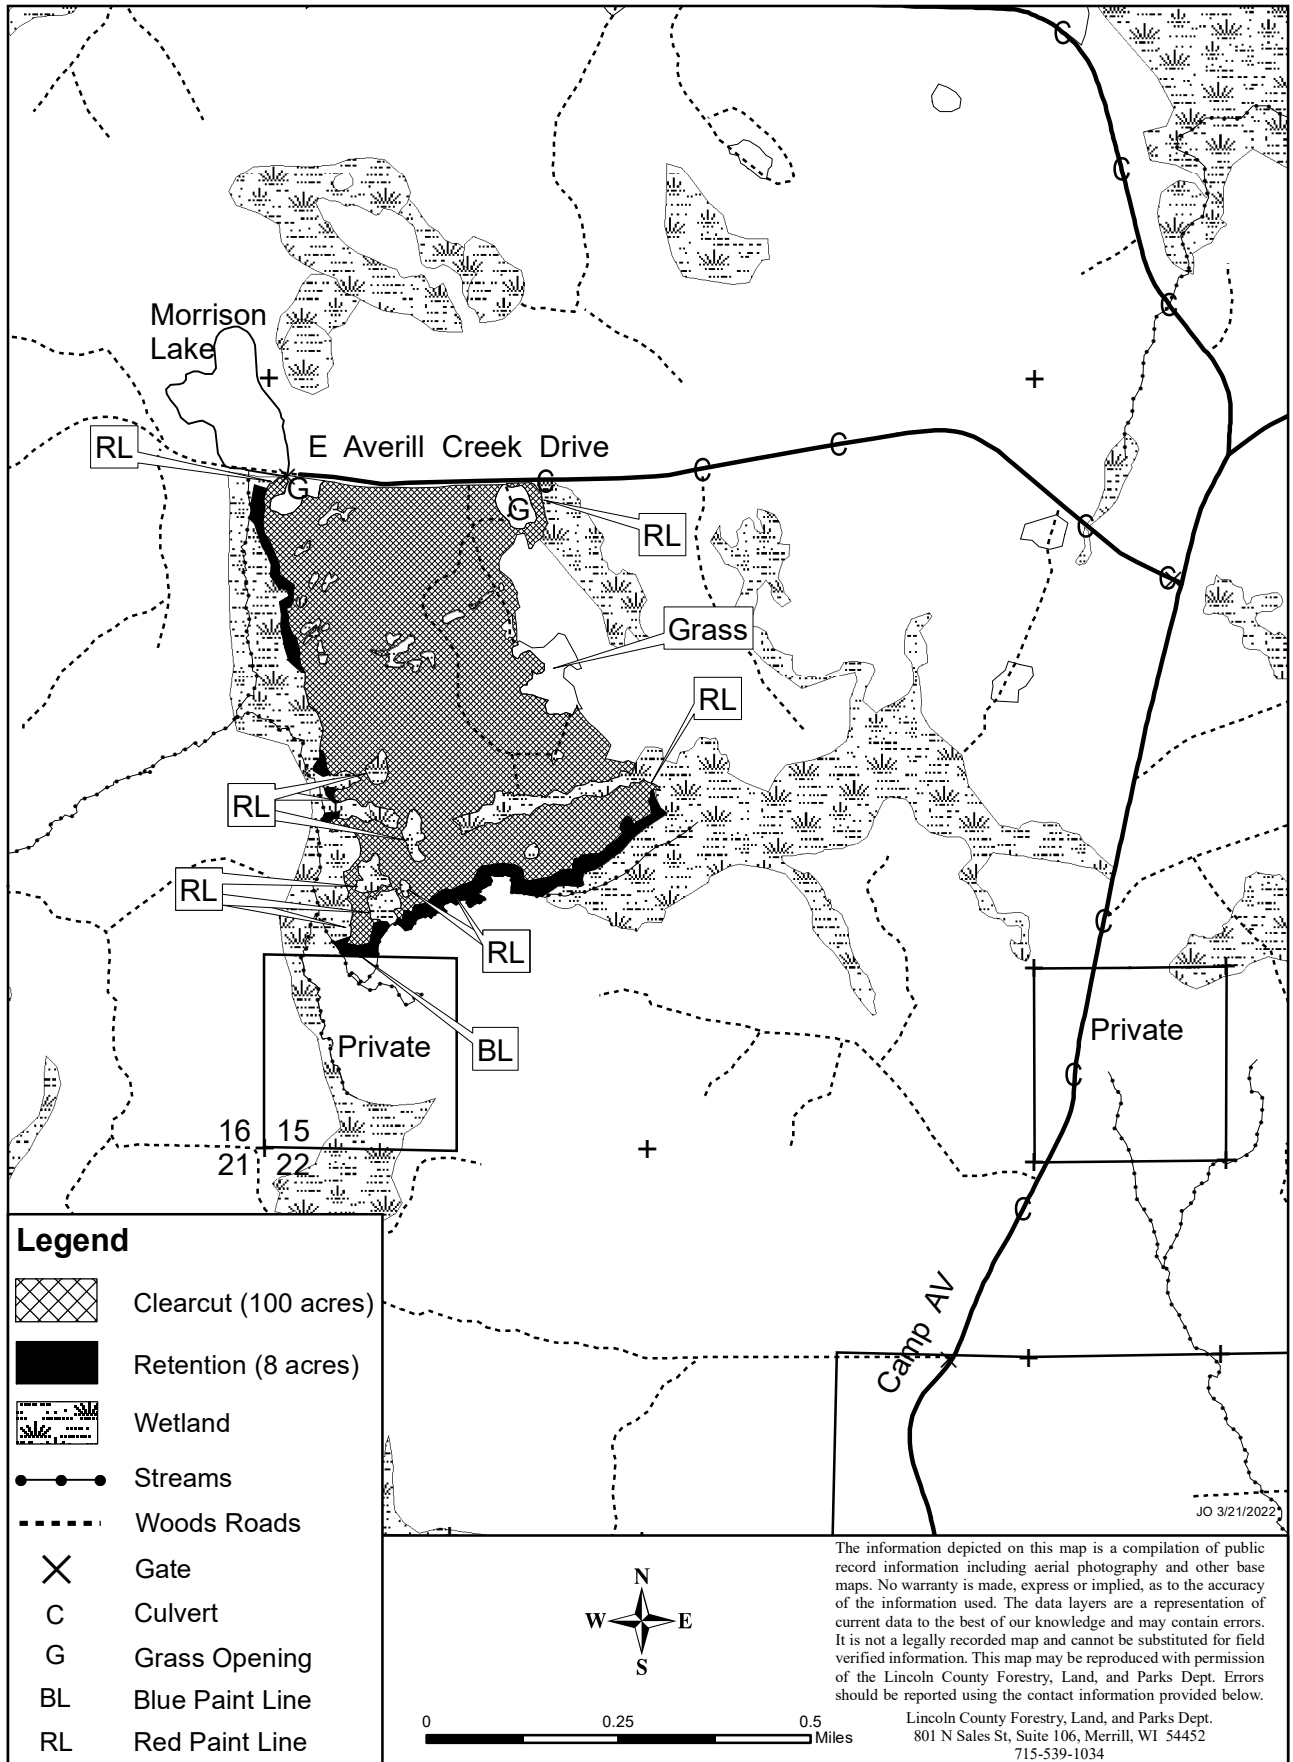 C
C
C
Morrison
Lake
RL
E Averill Creek Drive
C
C
C
C
C
G
G
RL
Grass
RL
RL
RL
RL
C
BL
Private
Private
C
16 15
21 22
C
Camp AV
Legend
Clearcut (100 acres)
Retention (8 acres)
Wetland
Streams
Woods Roads
Gate
C Culvert
G Grass Opening
BL Blue Paint Line
RL Red Paint Line
JO 3/21/2022
N
W E
S
0 0.25 0.5
Miles
The information depicted on this map is a compilation of public
record information including aerial photography and other base
maps. No warranty is made, express or implied, as to the accuracy
of the information used. The data layers are a representation of
current data to the best of our knowledge and may contain errors.
It is not a legally recorded map and cannot be substituted for field
verified information. This map may be reproduced with permission
of the Lincoln County Forestry, Land, and Parks Dept. Errors
should be reported using the contact information provided below.
Lincoln County Forestry, Land, and Parks Dept.
801 N Sales St, Suite 106, Merrill, WI 54452
715-539-1034